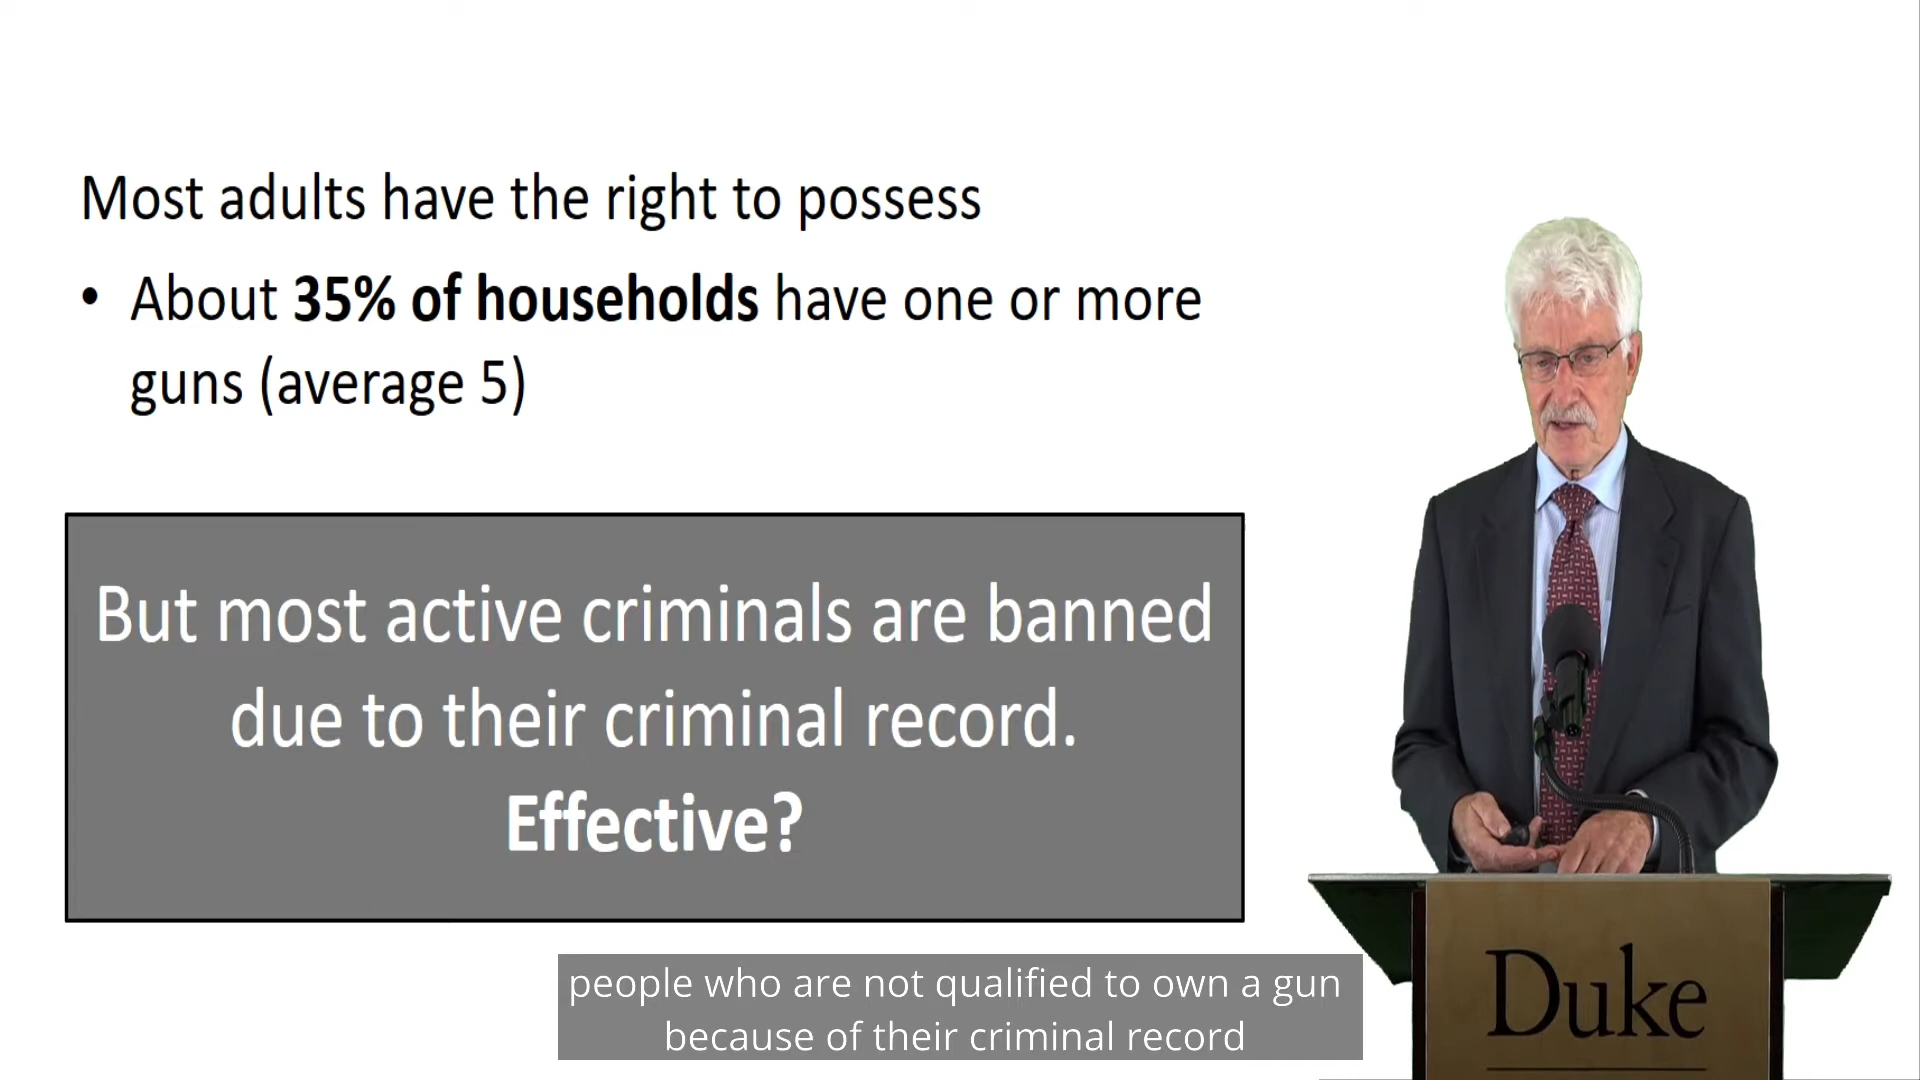 Most adults have the right to possess
• About 35% of households have one or more
guns (average 5)
But most active criminals are banned
due to their criminal record.
Effective?
people who are not qualified to own a gun
because of their criminal record
Duke